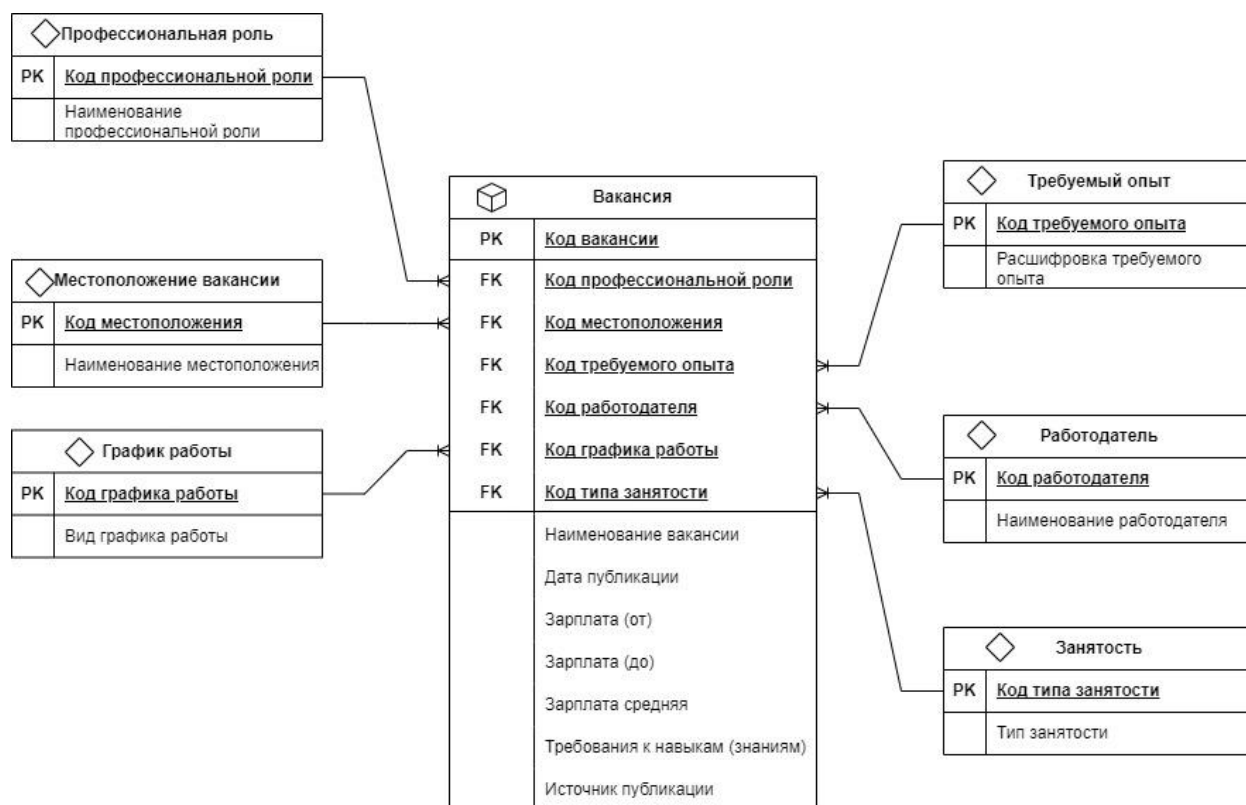 Профессиональная роль
PK Код профессиональной роли
Наименование
профессиональной роли
Местоположение вакансии
PK Код местоположения
Наименование местоположения
График работы
PK Код графика работы
Вид графика работы
Вакансия
PK Код вакансии
FK Код профессиональной роли
FK Код местоположения
FK Код требуемого опыта
FK Код работодателя
FK Код графика работы
FK Код типа занятости
Наименование вакансии
Дата публикации
Зарплата (от)
Зарплата (до)
Зарплата средняя
Требования к навыкам (знаниям)
Источник публикации
Требуемый опыт
PK Код требуемого опыта
Расшифровка требуемого
опыта
Работодатель
PK Код работодателя
Наименование работодателя
Занятость
PK Код типа занятости
Тип занятости